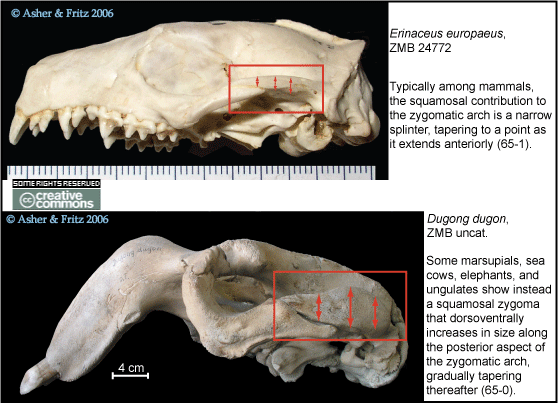 © Asher & Fritz 2006
Erinaceus europaeus,
ZMB 24772
Typically among mammals,
the squamosal contribution to
the zygomatic arch is a narrow
splinter, tapering to a point as
it extends anteriorly (65-1).
SOME RIGHTS RESERVED
cc creative
commons
© Asher & Fritz 2006
Dugong dugon,
ZMB uncat.
Some marsupials, sea
cows, elephants, and
ungulates show instead
a squamosal zygoma
that dorsoventrally
increases in size along
the posterior aspect of
the zygomatic arch,
gradually tapering
thereafter (65-0).
4 cm